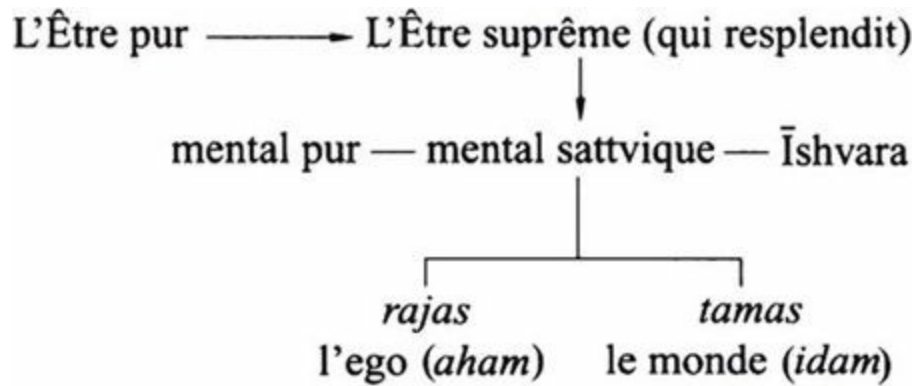 L'Être pur ⟶ L'Être suprême (qui resplendit)
mental pur — mental sattvique — Īshvara
rajas tamas
l'ego (aham) le monde (idam)